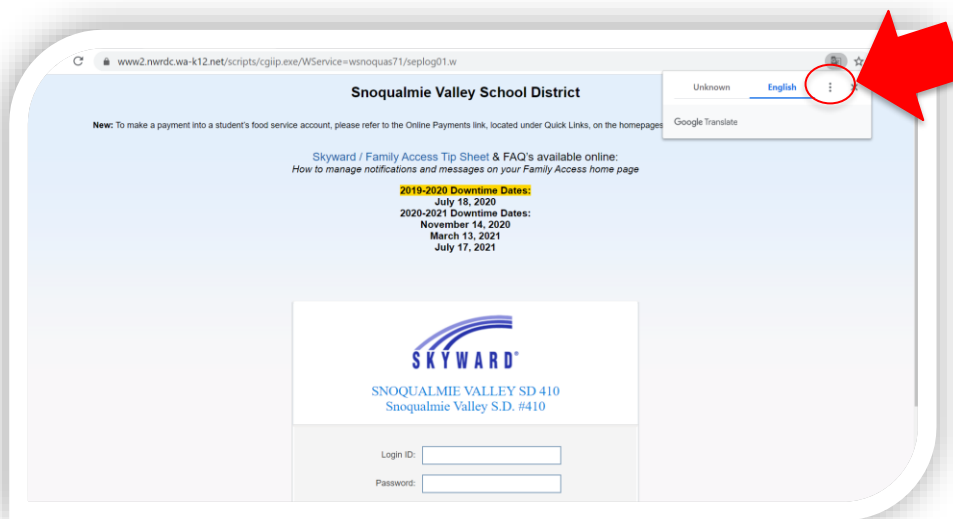 www2.nwrdc.wa-k12.net/scripts/cgiip.exe/WService=wsnoquas71/seplog01.w
Unknown English
Google Translate
Snoqualmie Valley School District
New: To make a payment into a student's food service account, please refer to the Online Payments link, located under Quick Links, on the homepages
Skyward / Family Access Tip Sheet & FAQ's available online:
How to manage notifications and messages on your Family Access home page
2019-2020 Downtime Dates:
July 18, 2020
2020-2021 Downtime Dates:
November 14, 2020
March 13, 2021
July 17, 2021
SKYWARD®
SNOQUALMIE VALLEY SD 410
Snoqualmie Valley S.D. #410
Login ID:
Password: